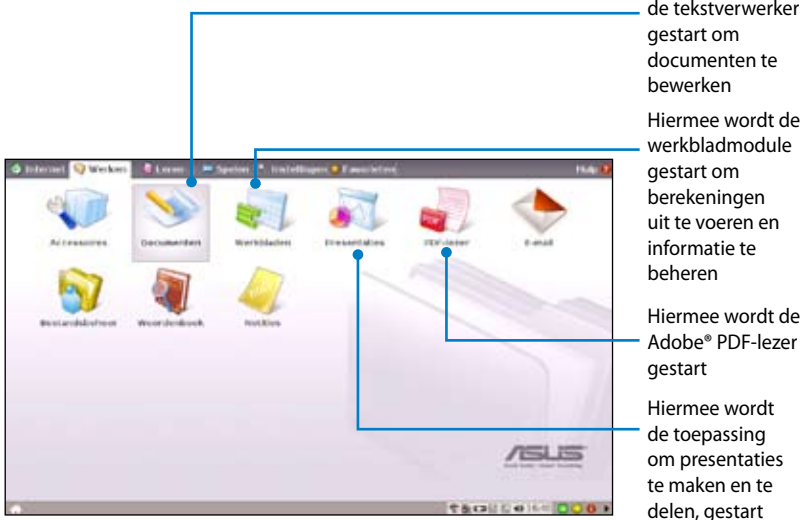 de tekstverwerker
gestart om
documenten te
bewerken
Hiermee wordt de
werkbladmodule
gestart om
berekeningen
uit te voeren en
informatie te
beheren
Hiermee wordt de
Adobe® PDF-lezer
gestart
Hiermee wordt
de toepassing
om presentaties
te maken en te
delen, gestart
Internet Werken Leren Spelen Instellingen Favorieten Hulp
Accessoires Documenten Werkbladen Presentaties PDF-lezer E-mail
PDF
Bestandsbeheer Woordenboek Notities
ASUS